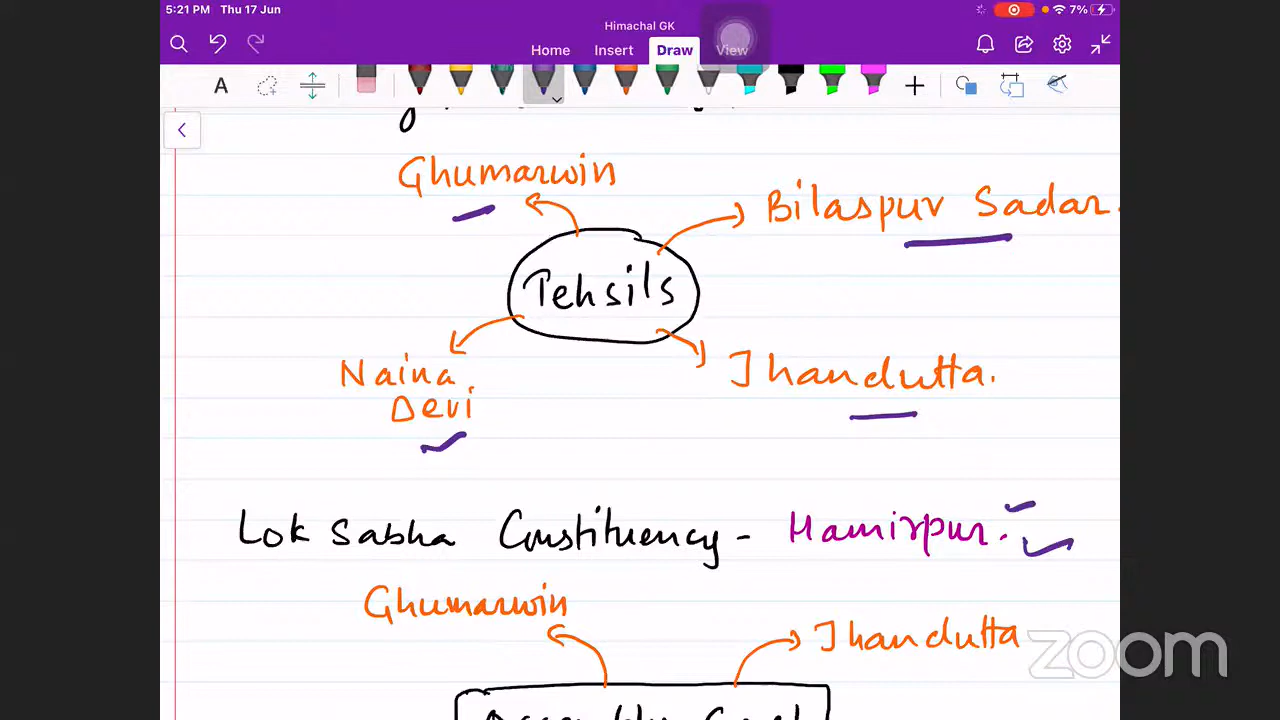 5:21 PM Thu 17 Jun
7%
Himachal GK
Home Insert Draw View
A
Ghumarwin
Bilaspur Sadar.
Tehsils
Naina
Devi
Jhandutta.
Lok Sabha Constituency - Hamirpur.
Ghumarwin
Jhandutta
zoom